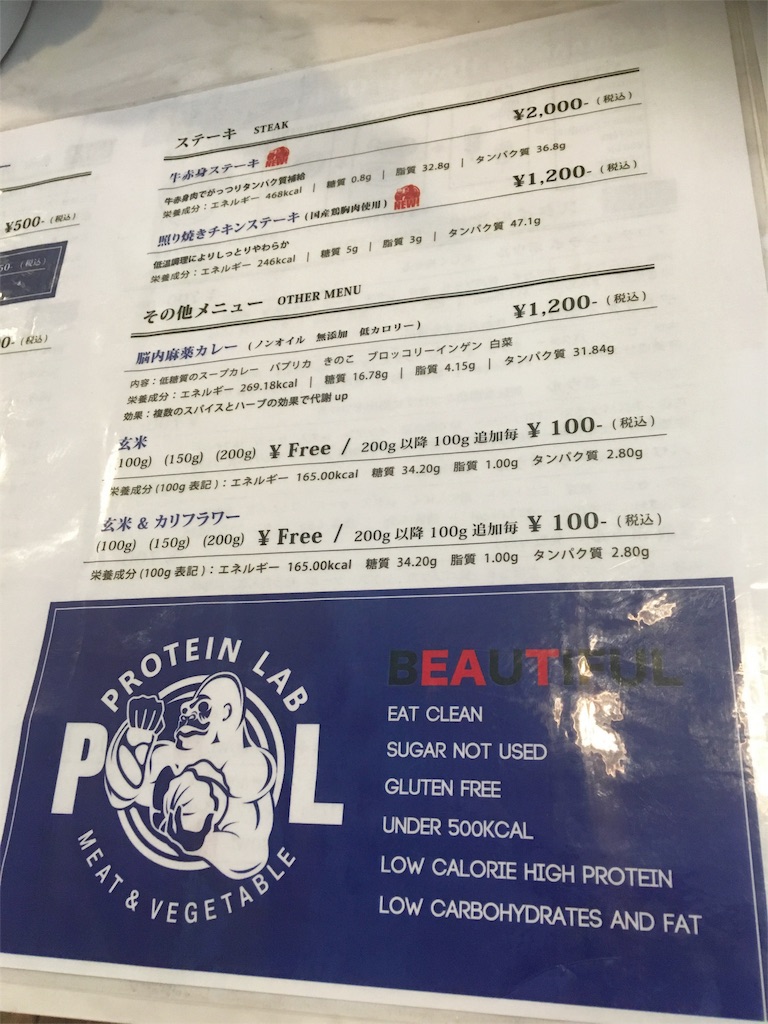 ¥500-（税込）
50-（税込）
0-（税込）
ステーキ STEAK
牛赤身ステーキ NEW! ¥2,000-（税込）
牛赤身肉でがっつりタンパク質補給
栄養成分：エネルギー 468kcal ｜ 糖質 0.8g ｜ 脂質 32.8g ｜ タンパク質 36.8g
照り焼きチキンステーキ（国産鶏胸肉使用） NEW! ¥1,200-（税込）
低温調理によりしっとりやわらか
栄養成分：エネルギー 246kcal ｜ 糖質 5g ｜ 脂質 3g ｜ タンパク質 47.1g
その他メニュー OTHER MENU
脳内麻薬カレー（ノンオイル 無添加 低カロリー） ¥1,200-（税込）
内容：低糖質のスープカレー パプリカ きのこ ブロッコリーインゲン 白菜
栄養成分：エネルギー 269.18kcal ｜ 糖質 16.78g ｜ 脂質 4.15g ｜ タンパク質 31.84g
効果：複数のスパイスとハーブの効果で代謝 up
玄米
(100g) (150g) (200g) ¥ Free / 200g 以降 100g 追加毎 ¥ 100-（税込）
栄養成分 (100g 表記)：エネルギー 165.00kcal 糖質 34.20g 脂質 1.00g タンパク質 2.80g
玄米 & カリフラワー
(100g) (150g) (200g) ¥ Free / 200g 以降 100g 追加毎 ¥ 100-（税込）
栄養成分 (100g 表記)：エネルギー 165.00kcal 糖質 34.20g 脂質 1.00g タンパク質 2.80g
PROTEIN LAB
POL
MEAT & VEGETABLE
BEAUTIFUL
EAT CLEAN
SUGAR NOT USED
GLUTEN FREE
UNDER 500KCAL
LOW CALORIE HIGH PROTEIN
LOW CARBOHYDRATES AND FAT